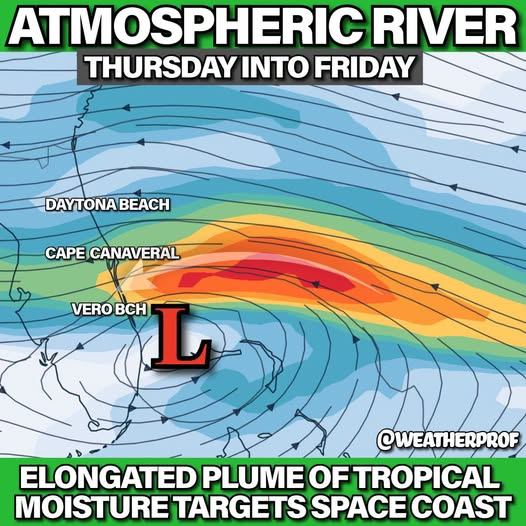 ATMOSPHERIC RIVER
THURSDAY INTO FRIDAY
DAYTONA BEACH
CAPE CANAVERAL
VERO BCH
L
@WEATHERPROF
ELONGATED PLUME OF TROPICAL
MOISTURE TARGETS SPACE COAST